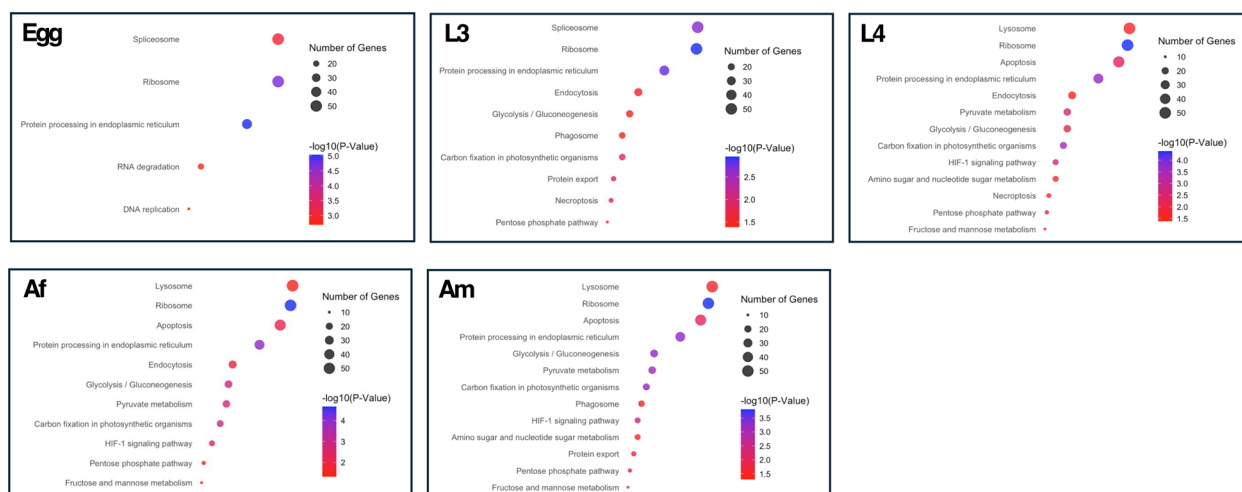 Egg
Spliceosome
Ribosome
Protein processing in endoplasmic reticulum
RNA degradation
DNA replication
Number of Genes
20
30
40
50
-log10(P-Value)
5.0
4.5
4.0
3.5
3.0
L3
Spliceosome
Ribosome
Protein processing in endoplasmic reticulum
Endocytosis
Glycolysis / Gluconeogenesis
Phagosome
Carbon fixation in photosynthetic organisms
Protein export
Necroptosis
Pentose phosphate pathway
Number of Genes
20
30
40
50
-log10(P-Value)
2.5
2.0
1.5
L4
Lysosome
Ribosome
Apoptosis
Protein processing in endoplasmic reticulum
Endocytosis
Pyruvate metabolism
Glycolysis / Gluconeogenesis
Carbon fixation in photosynthetic organisms
HIF-1 signaling pathway
Amino sugar and nucleotide sugar metabolism
Necroptosis
Pentose phosphate pathway
Fructose and mannose metabolism
Number of Genes
10
20
30
40
50
-log10(P-Value)
4.0
3.5
3.0
2.5
2.0
1.5
Af
Lysosome
Ribosome
Apoptosis
Protein processing in endoplasmic reticulum
Endocytosis
Glycolysis / Gluconeogenesis
Pyruvate metabolism
Carbon fixation in photosynthetic organisms
HIF-1 signaling pathway
Pentose phosphate pathway
Fructose and mannose metabolism
Number of Genes
10
20
30
40
50
-log10(P-Value)
4
3
2
Am
Lysosome
Ribosome
Apoptosis
Protein processing in endoplasmic reticulum
Glycolysis / Gluconeogenesis
Pyruvate metabolism
Carbon fixation in photosynthetic organisms
Phagosome
HIF-1 signaling pathway
Amino sugar and nucleotide sugar metabolism
Protein export
Pentose phosphate pathway
Fructose and mannose metabolism
Number of Genes
10
20
30
40
50
-log10(P-Value)
3.5
3.0
2.5
2.0
1.5